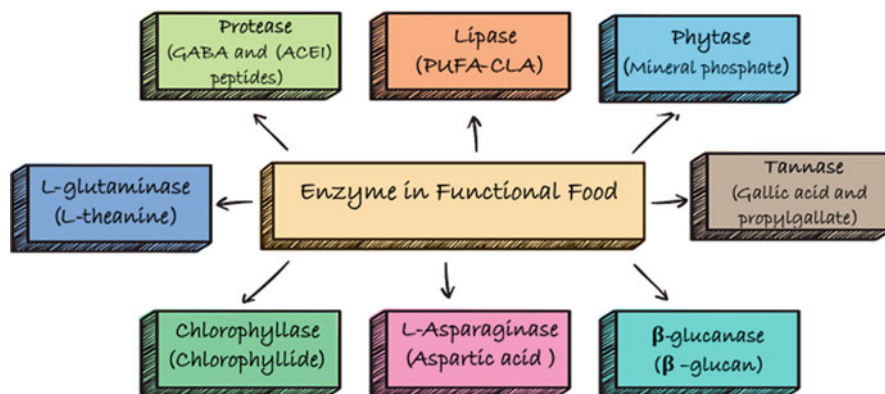 Protease
(GABA and (ACEI)
peptides)
Lipase
(PUFA-CLA)
Phytase
(Mineral phosphate)
L-glutaminase
(L-theanine)
Enzyme in Functional Food
Tannase
(Gallic acid and
propylgallate)
Chlorophyllase
(Chlorophyllide)
L-Asparaginase
(Aspartic acid )
β-glucanase
(β -glucan)